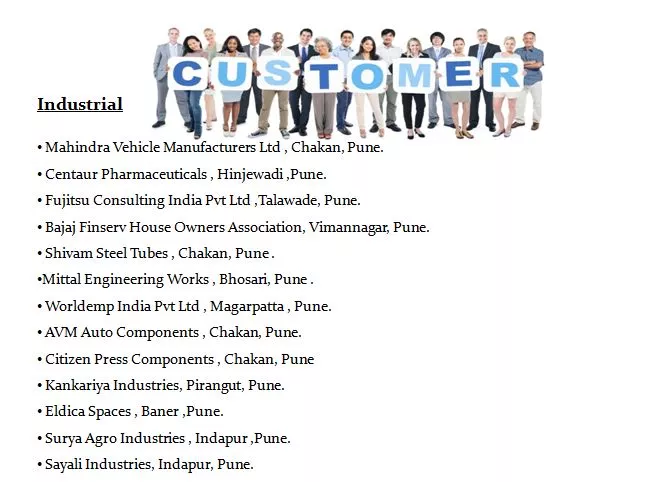 CUSTOMER
Industrial
• Mahindra Vehicle Manufacturers Ltd , Chakan, Pune.
• Centaur Pharmaceuticals , Hinjewadi ,Pune.
• Fujitsu Consulting India Pvt Ltd ,Talawade, Pune.
• Bajaj Finserv House Owners Association, Vimannagar, Pune.
• Shivam Steel Tubes , Chakan, Pune .
•Mittal Engineering Works , Bhosari, Pune .
• Worldemp India Pvt Ltd , Magarpatta , Pune.
• AVM Auto Components , Chakan, Pune.
• Citizen Press Components , Chakan, Pune
• Kankariya Industries, Pirangut, Pune.
• Eldica Spaces , Baner ,Pune.
• Surya Agro Industries , Indapur ,Pune.
• Sayali Industries, Indapur, Pune.